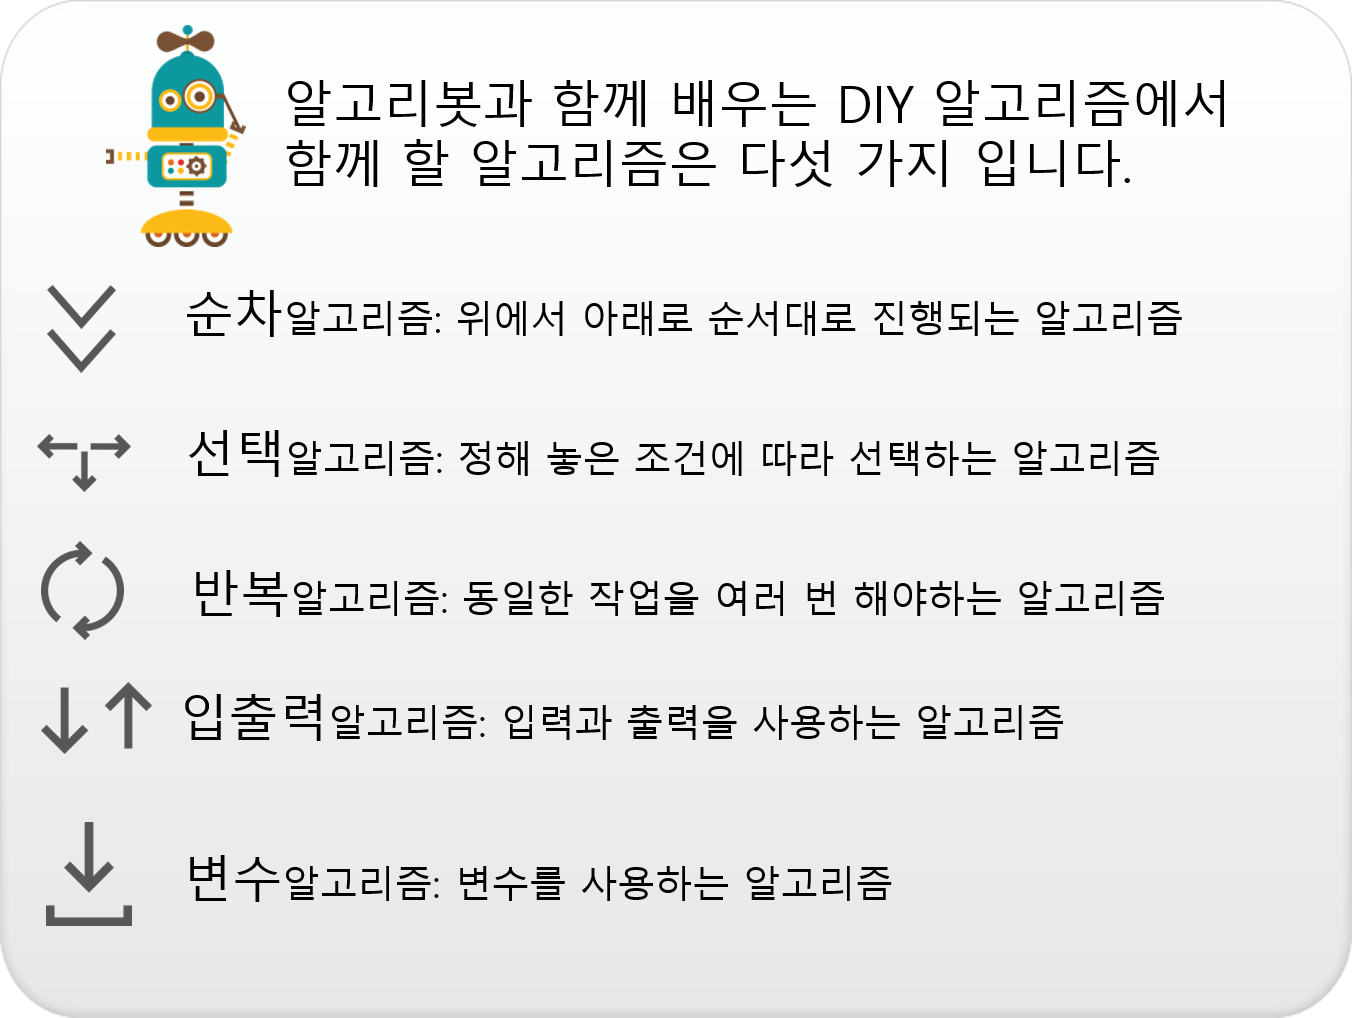 알고리봇과 함께 배우는 DIY 알고리즘에서
함께 할 알고리즘은 다섯 가지 입니다.
순차알고리즘: 위에서 아래로 순서대로 진행되는 알고리즘
선택알고리즘: 정해 놓은 조건에 따라 선택하는 알고리즘
반복알고리즘: 동일한 작업을 여러 번 해야하는 알고리즘
입출력알고리즘: 입력과 출력을 사용하는 알고리즘
변수알고리즘: 변수를 사용하는 알고리즘